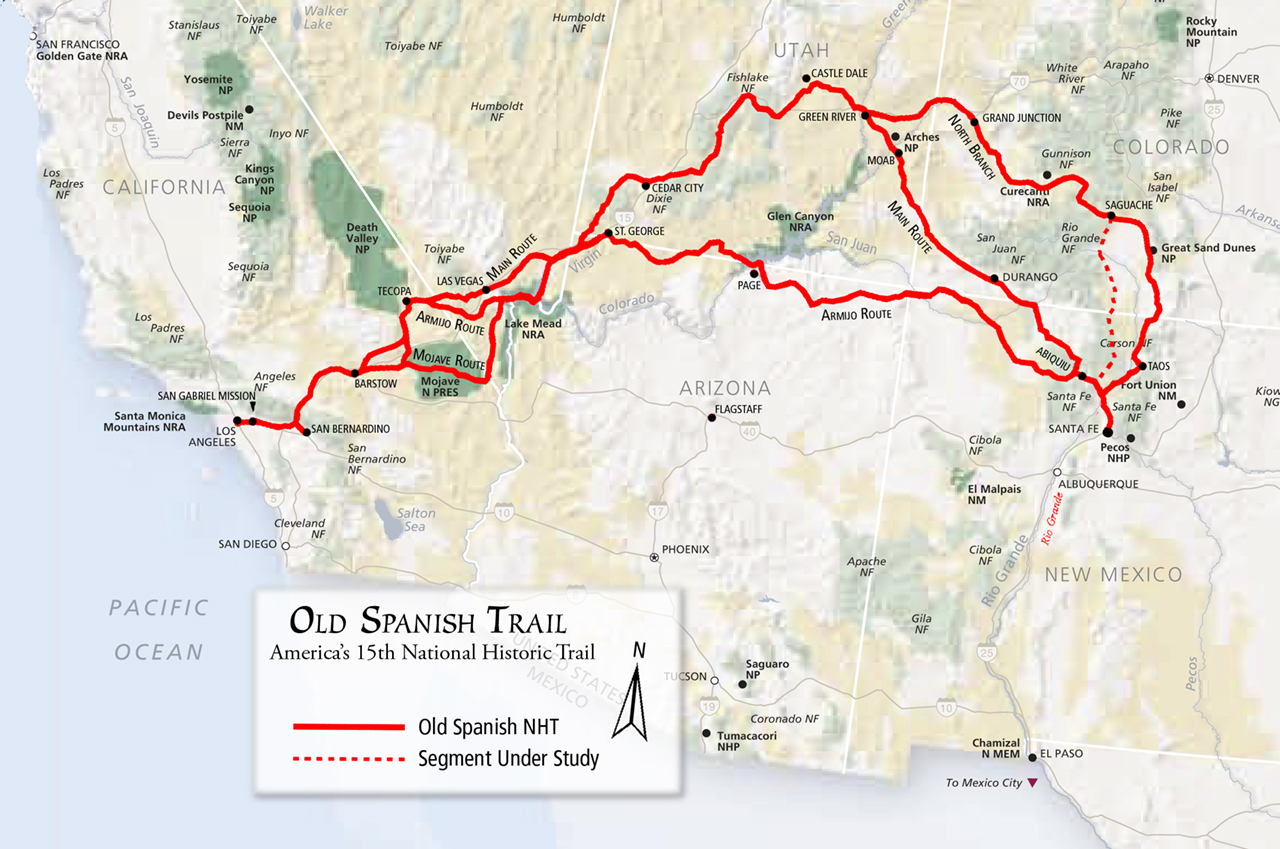 Stanislaus
NF
Toiyabe
NF
Walker
Lake
Humboldt
NF
Toiyabe NF
SAN FRANCISCO
Golden Gate NRA
San Joaquin
5
Yosemite
NP
Devils Postpile
NM
Sierra
NF
Inyo NF
Humboldt
NF
Kings
Canyon
NP
Sequoia
NP
Los
Padres
NF
CALIFORNIA
Death
Valley
NP
Toiyabe
NF
Sequoia
NF
UTAH
Green
Fishlake
NF
CASTLE DALE
GREEN RIVER
Arches
NP
MOAB
70
White
River
NF
Arapaho
NF
Rocky
Mountain
NP
DENVER
25
Pike
NF
GRAND JUNCTION
NORTH BRANCH
COLORADO
Gunnison
NF
Curecanti
NRA
San
Isabel
NF
SAGUACHE
Arkansas
Rio
Grande
NF
Great Sand Dunes
NP
CEDAR CITY
Dixie
NF
15
ST. GEORGE
Virgin
Glen Canyon
NRA
San Juan
MAIN ROUTE
San
Juan
NF
DURANGO
LAS VEGAS
MAIN ROUTE
TECOPA
ARMIJO ROUTE
Lake Mead
NRA
Colorado
PAGE
ARMIJO ROUTE
MOJAVE ROUTE
Mojave
N PRES
Los
Padres
NF
Angeles
NF
BARSTOW
SAN GABRIEL MISSION
Santa Monica
Mountains NRA
LOS
ANGELES
SAN BERNARDINO
San
Bernardino
NF
ARIZONA
FLAGSTAFF
40
ABIQUIU
Carson NF
TAOS
Fort Union
NM
Santa Fe
NF
Santa Fe
NF
SANTA FE
Pecos
NHP
Kiowa
NG
Cibola
NF
El Malpais
NM
ALBUQUERQUE
Rio Grande
Rio Grande
Salton
Sea
5
Cleveland
NF
SAN DIEGO
10
17
PHOENIX
Apache
NF
Cibola
NF
NEW MEXICO
Gila
NF
25
Pecos
PACIFIC
OCEAN
OLD SPANISH TRAIL
America's 15th National Historic Trail
N
UNITED STATES
MEXICO
Old Spanish NHT
Segment Under Study
8
TUCSON
Saguaro
NP
19
Coronado NF
Tumacacori
NHP
10
Chamizal
N MEM
EL PASO
To Mexico City